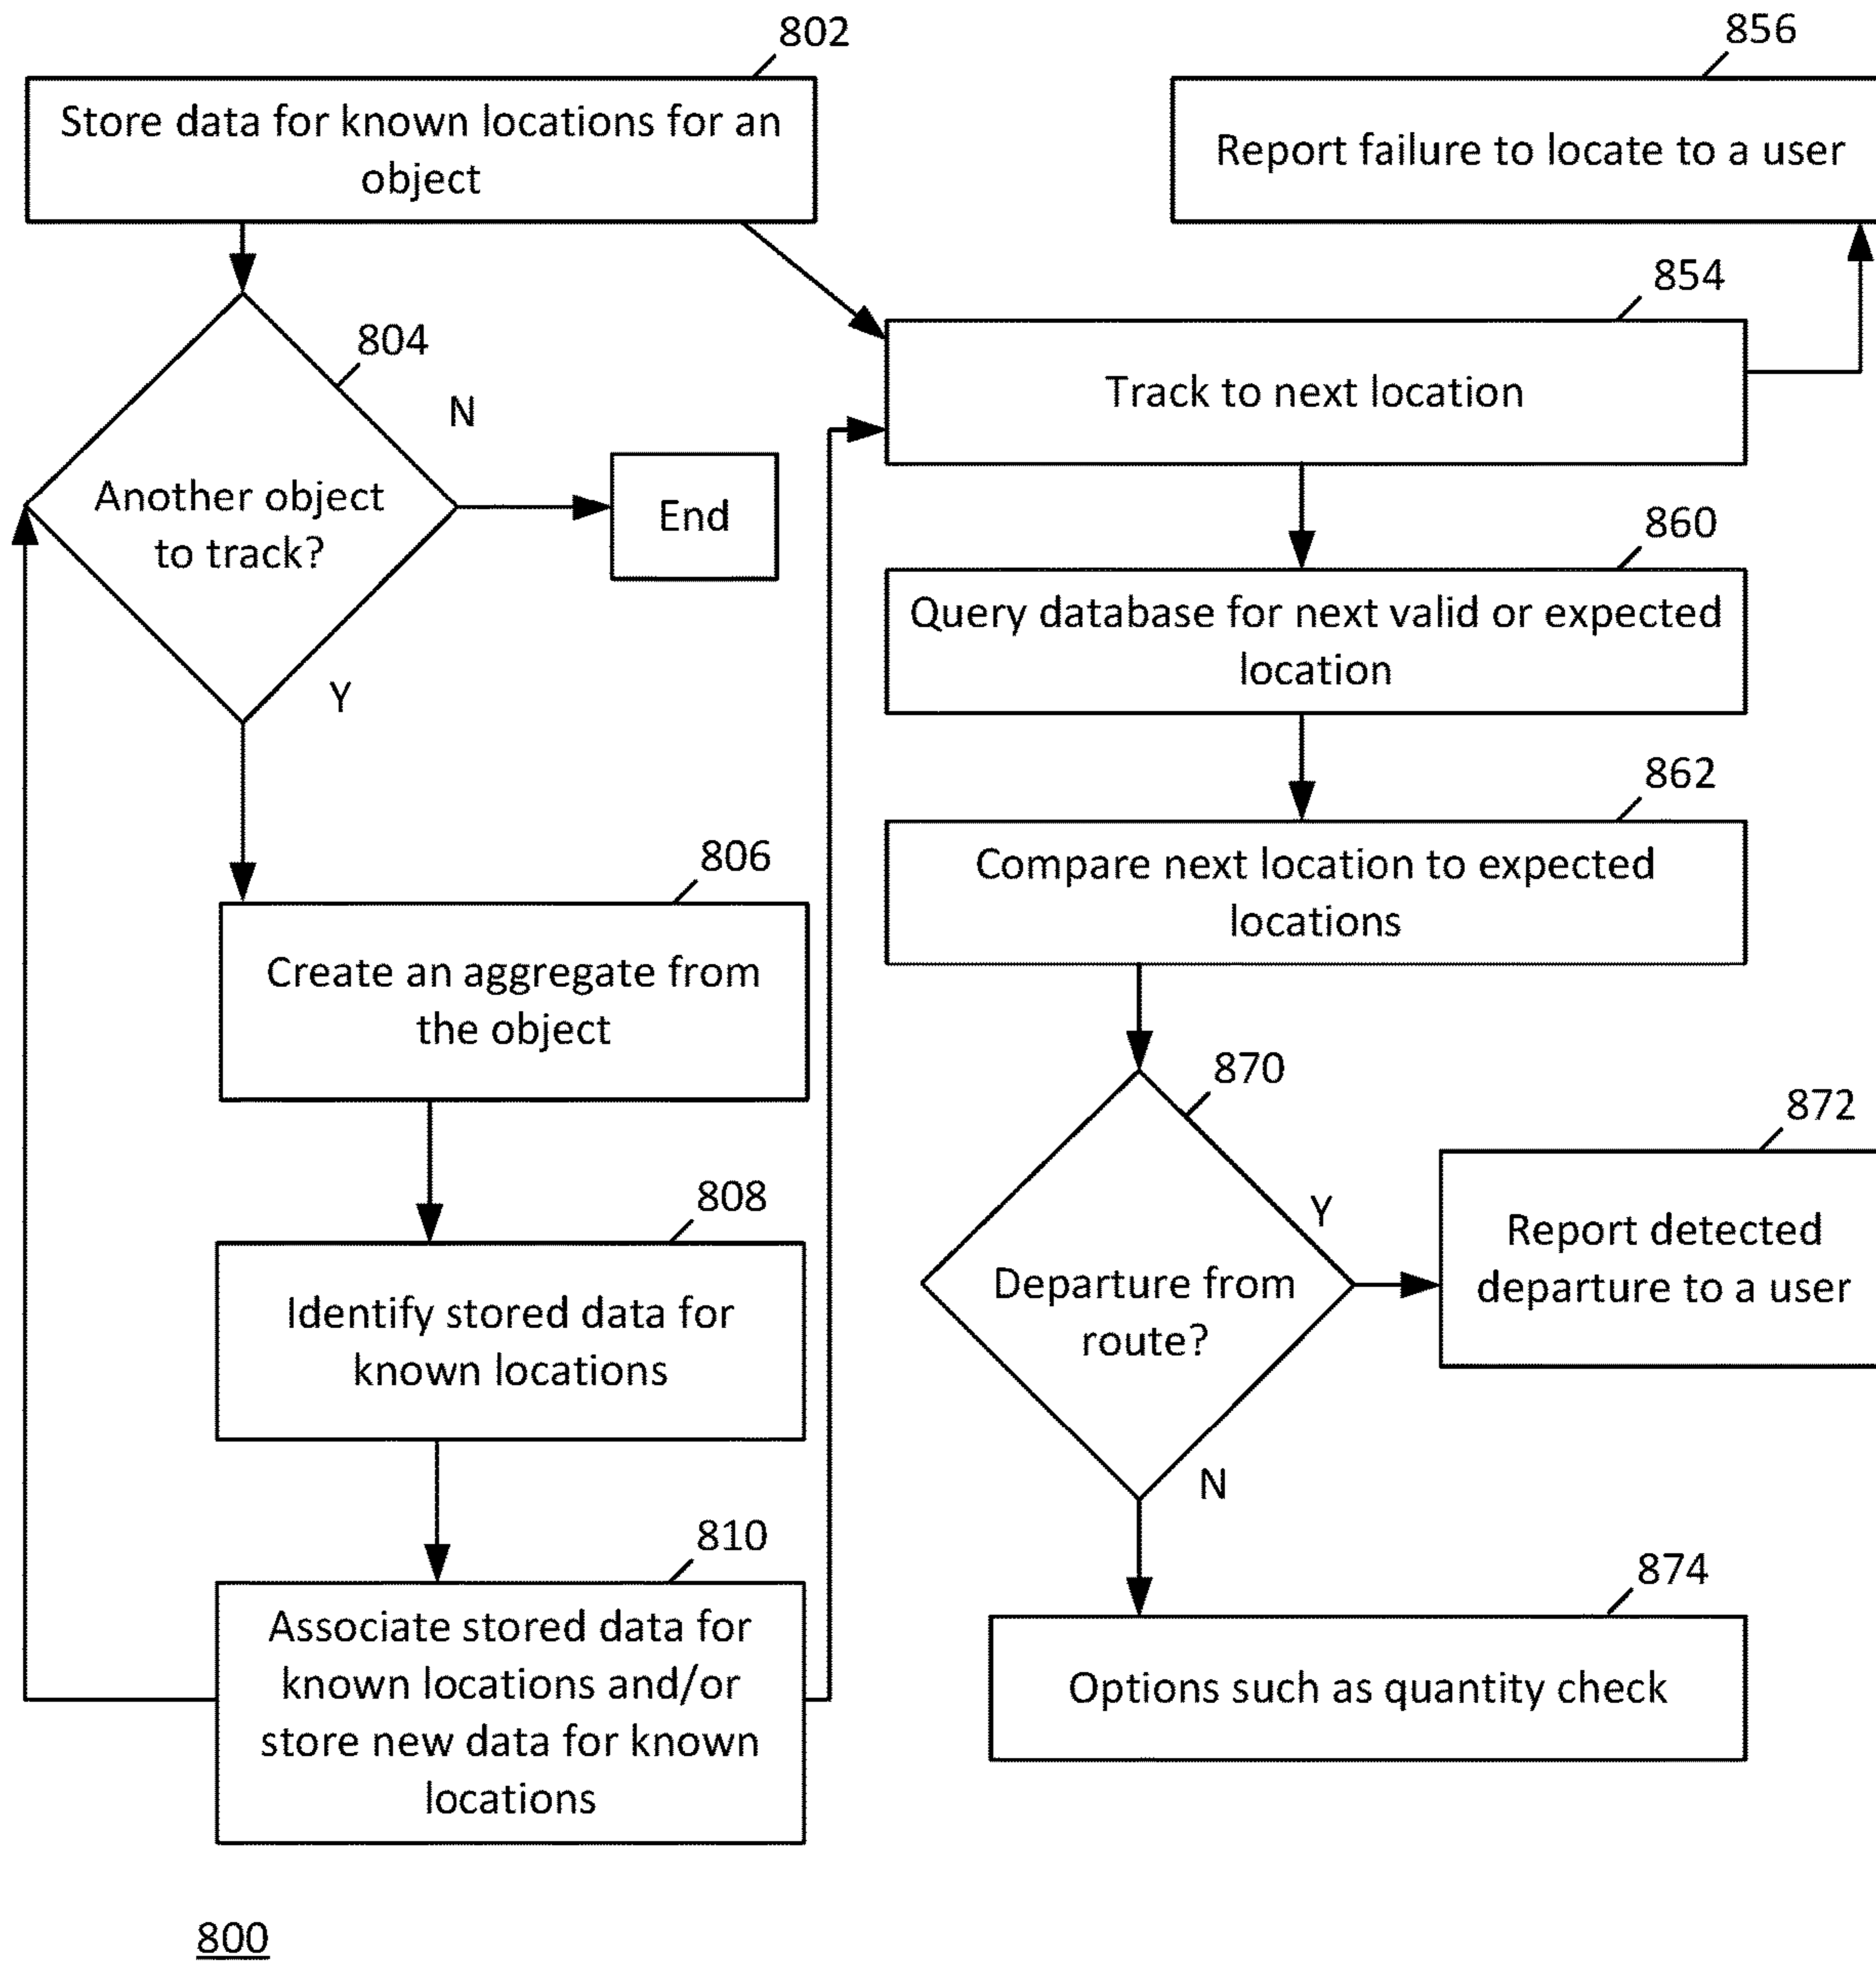 802
Store data for known locations for an
object
804
N
Another object
to track?
Y
End
806
Create an aggregate from
the object
808
Identify stored data for
known locations
810
Associate stored data for
known locations and/or
store new data for known
locations
856
Report failure to locate to a user
854
Track to next location
860
Query database for next valid or expected
location
862
Compare next location to expected
locations
870
Y
Departure from
route?
N
872
Report detected
departure to a user
874
Options such as quantity check
800